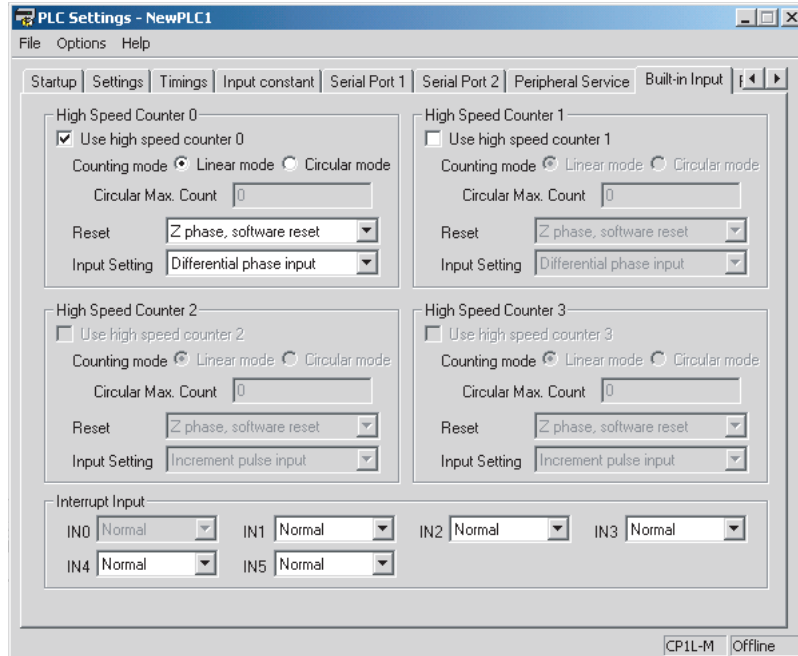 PLC Settings - NewPLC1
File Options Help
Startup Settings Timings Input constant Serial Port 1 Serial Port 2 Peripheral Service Built-in Input
High Speed Counter 0
Use high speed counter 0
Counting mode Linear mode Circular mode
Circular Max. Count 0
Reset Z phase, software reset
Input Setting Differential phase input
High Speed Counter 1
Use high speed counter 1
Counting mode Linear mode Circular mode
Circular Max. Count 0
Reset Z phase, software reset
Input Setting Differential phase input
High Speed Counter 2
Use high speed counter 2
Counting mode Linear mode Circular mode
Circular Max. Count 0
Reset Z phase, software reset
Input Setting Increment pulse input
High Speed Counter 3
Use high speed counter 3
Counting mode Linear mode Circular mode
Circular Max. Count 0
Reset Z phase, software reset
Input Setting Increment pulse input
Interrupt Input
IN0 Normal IN1 Normal IN2 Normal IN3 Normal
IN4 Normal IN5 Normal
CP1L-M Offline